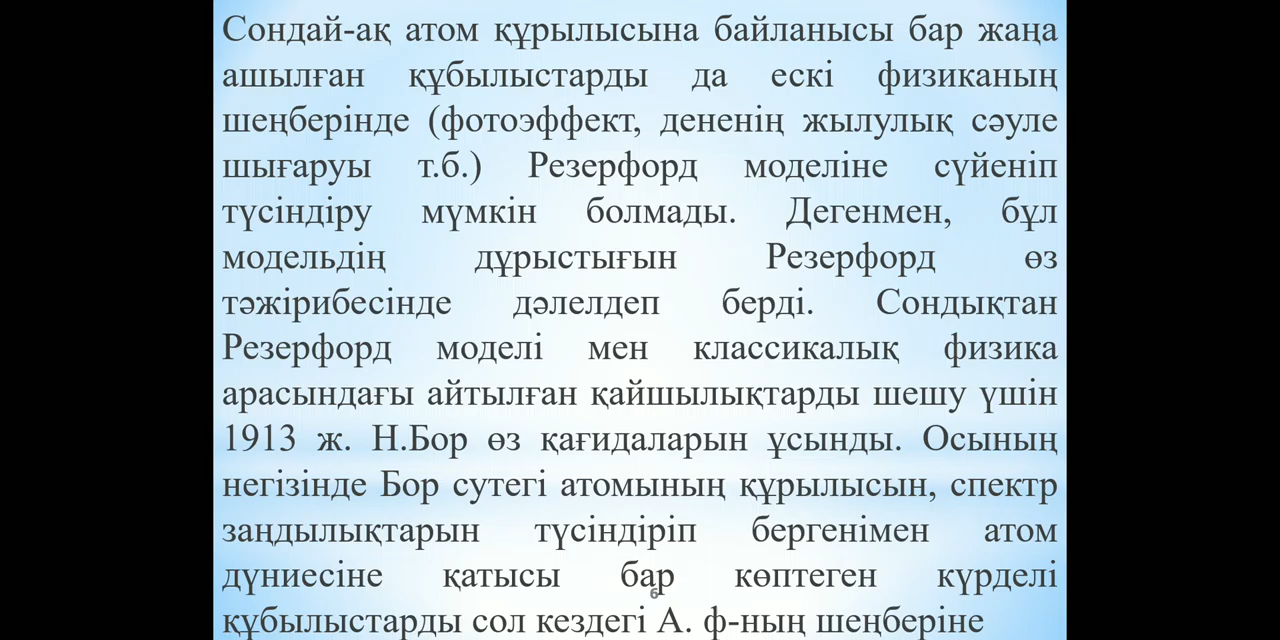 Сондай-ақ атом құрылысына байланысы бар жаңа
ашылған құбылыстарды да ескі физиканың
шеңберінде (фотоэффект, дененің жылулық сәуле
шығаруы т.б.) Резерфорд моделіне сүйеніп
түсіндіру мүмкін болмады. Дегенмен, бұл
модельдің дұрыстығын Резерфорд өз
тәжірибесінде дәлелдеп берді. Сондықтан
Резерфорд моделі мен классикалық физика
арасындағы айтылған қайшылықтарды шешу үшін
1913 ж. Н.Бор өз қағидаларын ұсынды. Осының
негізінде Бор сутегі атомының құрылысын, спектр
заңдылықтарын түсіндіріп бергенімен атом
дүниесіне қатысы бар көптеген күрделі
6
құбылыстарды сол кездегі А. ф-ның шеңберіне